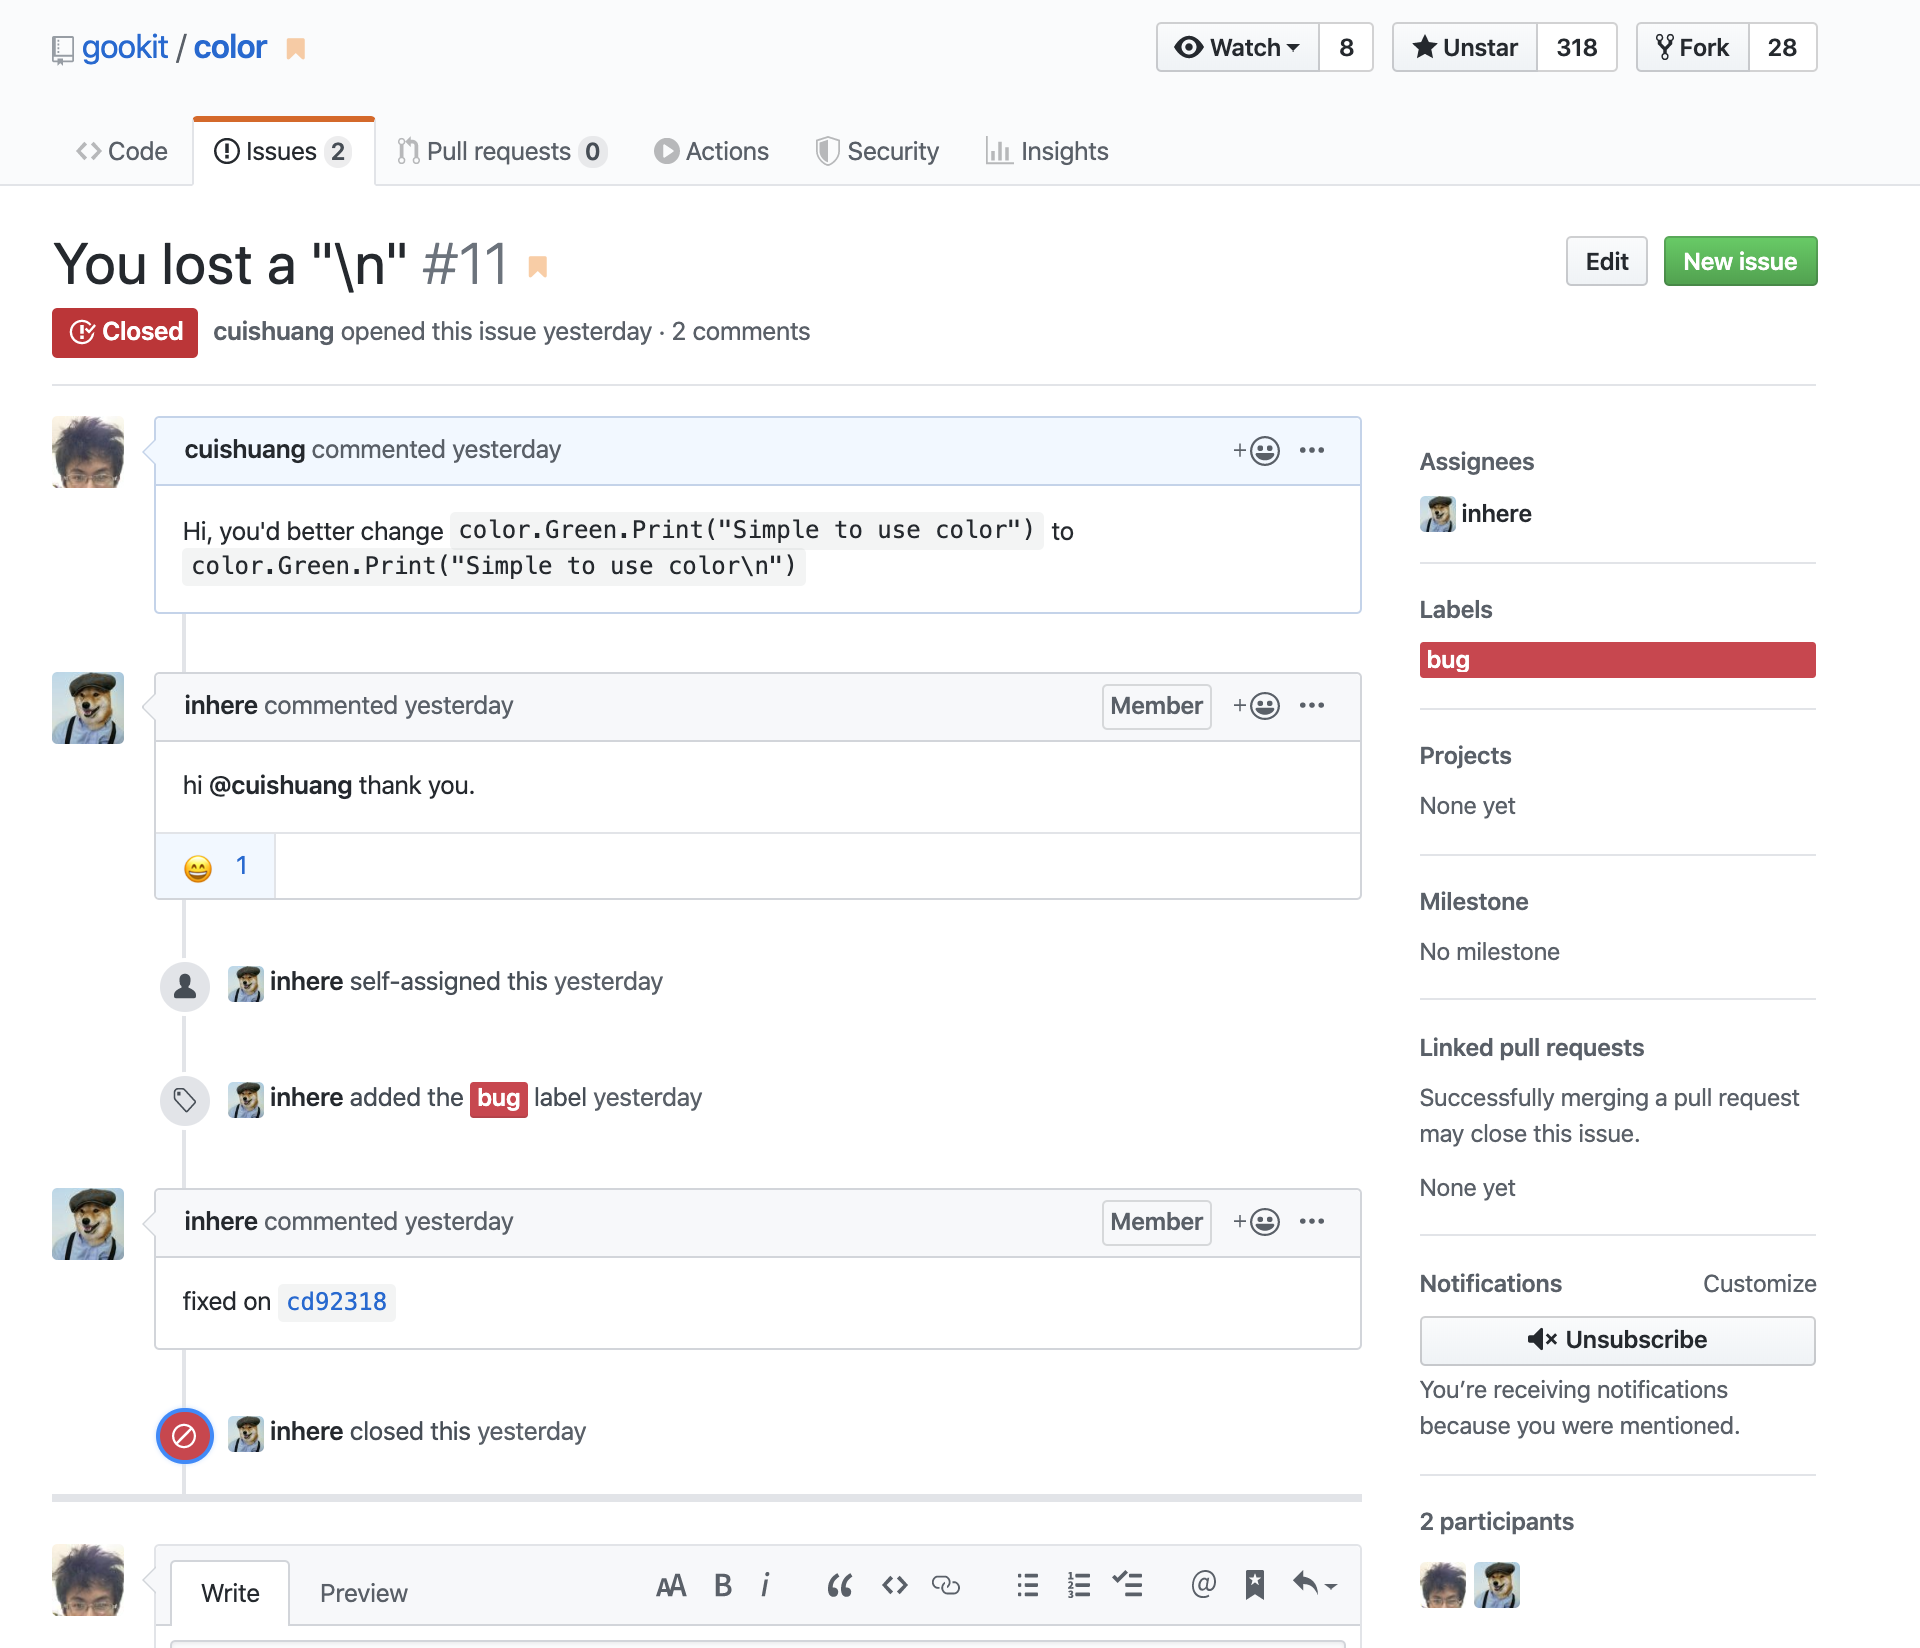 gookit / color
Watch 8 Unstar 318 Fork 28
Code Issues 2 Pull requests 0 Actions Security Insights
You lost a "\n" #11
Edit New issue
Closed cuishuang opened this issue yesterday · 2 comments
cuishuang commented yesterday
Hi, you'd better change color.Green.Print("Simple to use color") to
color.Green.Print("Simple to use color\n")
inhere commented yesterday Member
hi @cuishuang thank you.
😄 1
inhere self-assigned this yesterday
inhere added the bug label yesterday
inhere commented yesterday Member
fixed on cd92318
inhere closed this yesterday
Write Preview
Assignees
inhere
Labels
bug
Projects
None yet
Milestone
No milestone
Linked pull requests
Successfully merging a pull request
may close this issue.
None yet
Notifications Customize
Unsubscribe
You’re receiving notifications
because you were mentioned.
2 participants